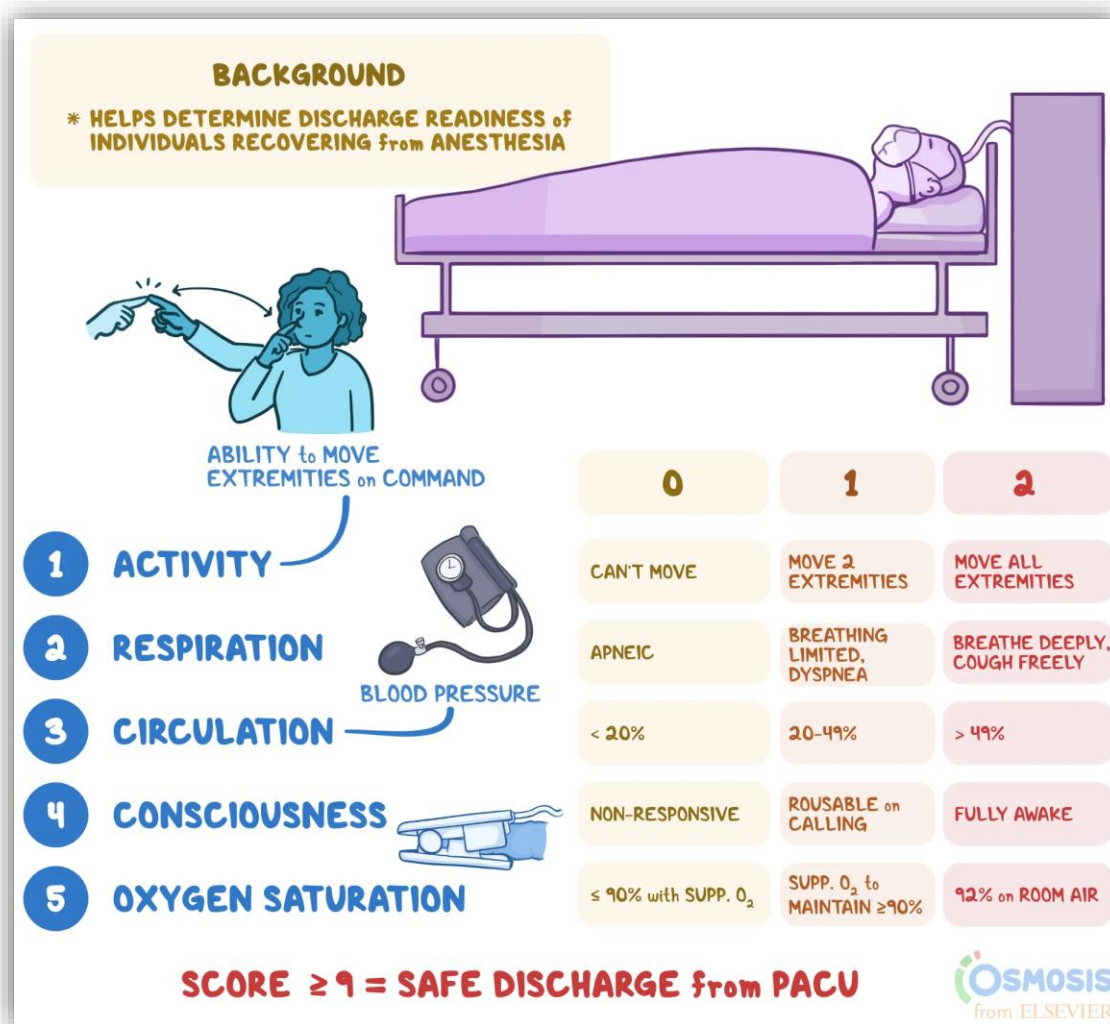 BACKGROUND
* HELPS DETERMINE DISCHARGE READINESS of
INDIVIDUALS RECOVERING from ANESTHESIA
ABILITY to MOVE
EXTREMITIES on COMMAND
0
1
2
1 ACTIVITY
CAN'T MOVE
MOVE 2
EXTREMITIES
MOVE ALL
EXTREMITIES
2 RESPIRATION
APNEIC
BREATHING
LIMITED,
DYSPNEA
BREATHE DEEPLY,
COUGH FREELY
BLOOD PRESSURE
3 CIRCULATION
< 20%
20-49%
> 49%
4 CONSCIOUSNESS
NON-RESPONSIVE
ROUSABLE on
CALLING
FULLY AWAKE
5 OXYGEN SATURATION
≤ 90% with SUPP. O₂
SUPP. O₂ to
MAINTAIN ≥90%
92% on ROOM AIR
SCORE ≥ 9 = SAFE DISCHARGE from PACU
OSMOSIS
from ELSEVIER